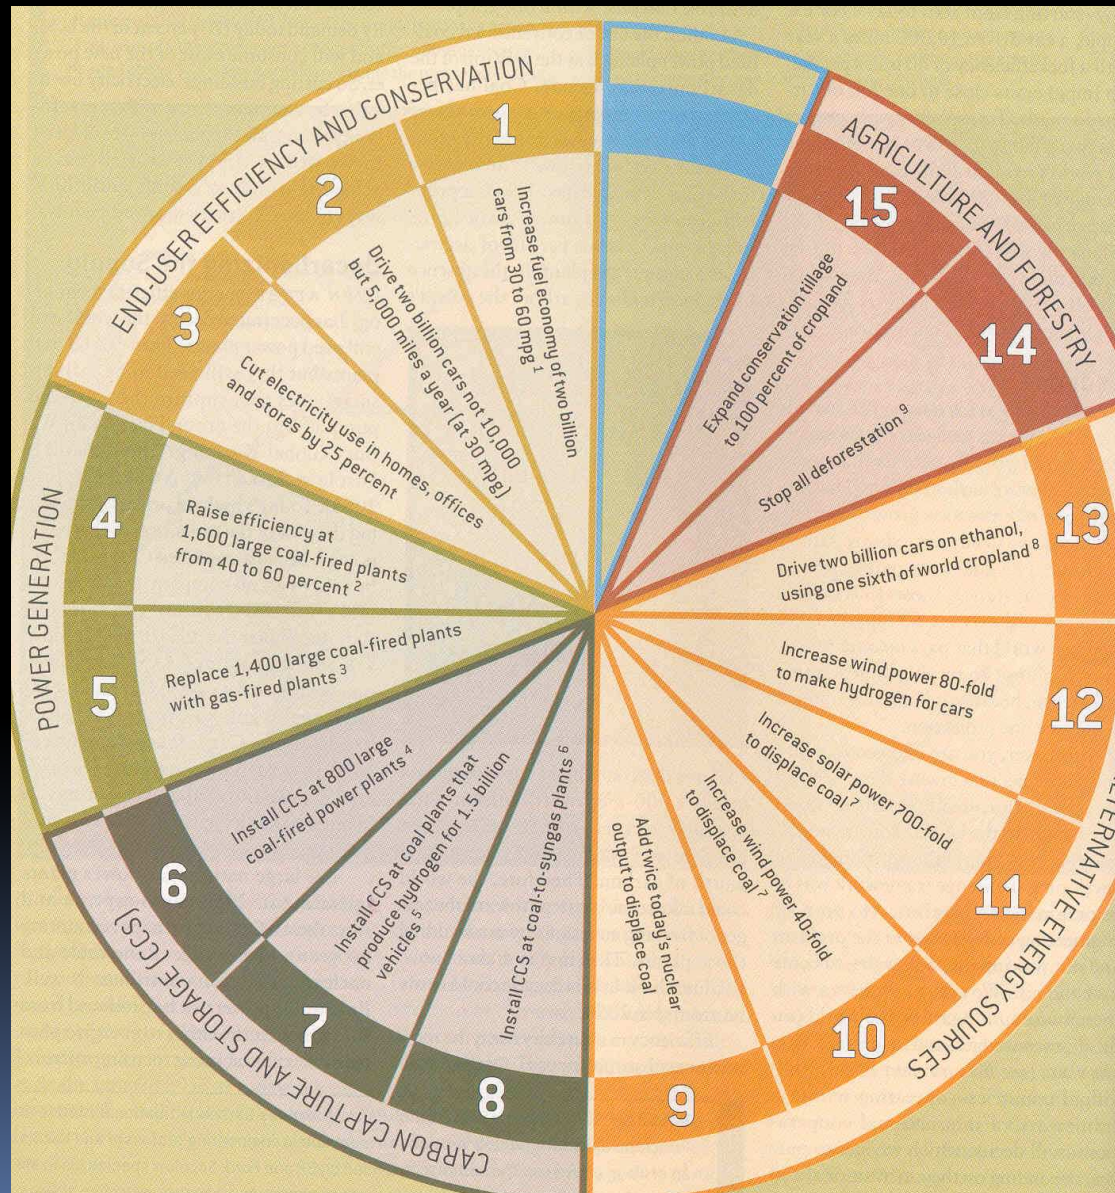 END-USER EFFICIENCY AND CONSERVATION
1
Increase fuel economy of two billion
cars from 30 to 60 mpg 1
2
Drive two billion cars not 10,000
but 5,000 miles a year (at 30 mpg)
3
Cut electricity use in homes, offices
and stores by 25 percent
POWER GENERATION
4
Raise efficiency at
1,600 large coal-fired plants
from 40 to 60 percent 2
5
Replace 1,400 large coal-fired plants
with gas-fired plants 3
CARBON CAPTURE AND STORAGE (CCS)
6
Install CCS at 800 large
coal-fired power plants 4
7
Install CCS at coal plants that
produce hydrogen for 1.5 billion
vehicles 5
8
Install CCS at coal-to-syngas plants 6
ENERGY SOURCES
9
Add twice today's nuclear
output to displace coal
10
Increase wind power 40-fold
to displace coal 7
11
Increase solar power 700-fold
to displace coal 7
12
Increase wind power 80-fold
to make hydrogen for cars
13
Drive two billion cars on ethanol,
using one sixth of world cropland 8
AGRICULTURE AND FORESTRY
14
Stop all deforestation 9
15
Expand conservation tillage
to 100 percent of cropland